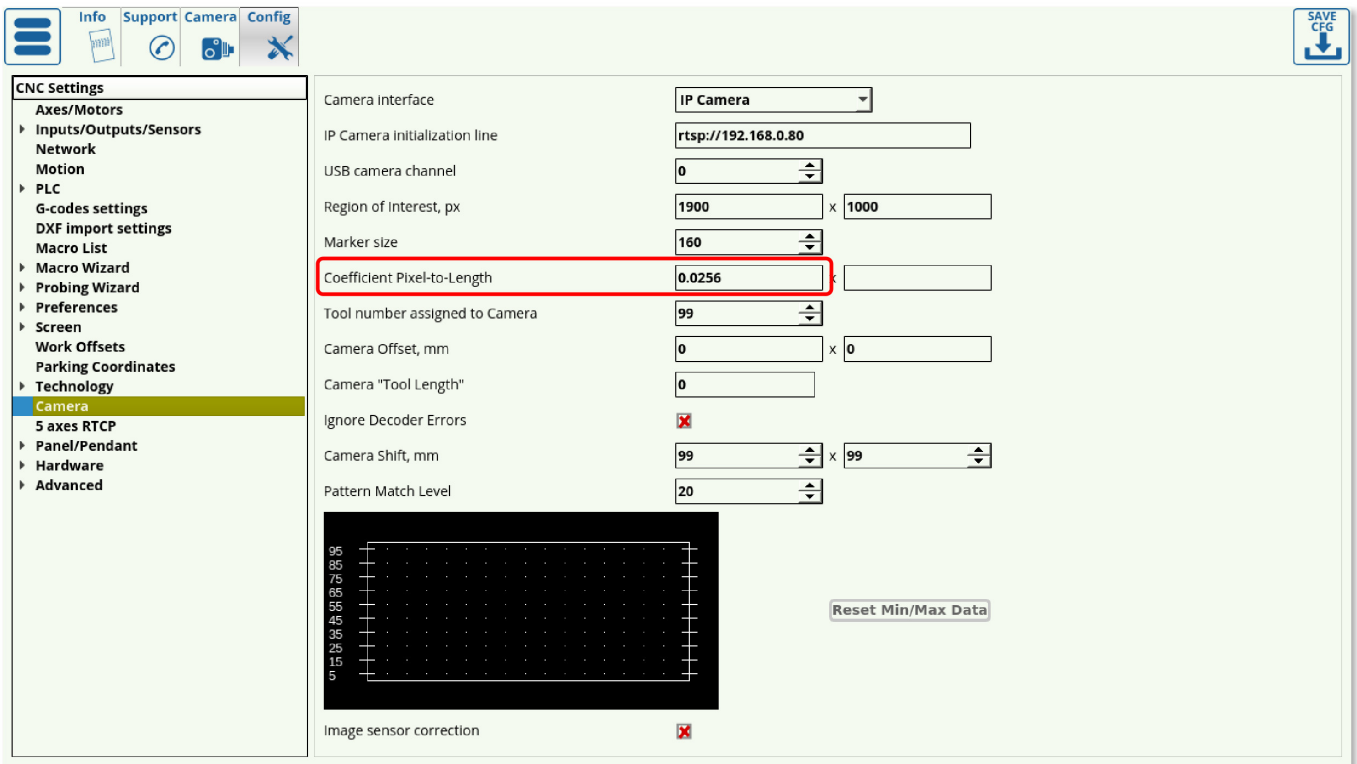 Info Support Camera Config
SAVE
CFG
CNC Settings
Axes/Motors
Inputs/Outputs/Sensors
Network
Motion
PLC
G-codes settings
DXF import settings
Macro List
Macro Wizard
Probing Wizard
Preferences
Screen
Work Offsets
Parking Coordinates
Technology
Camera
5 axes RTCP
Panel/Pendant
Hardware
Advanced
Camera interface IP Camera
IP Camera initialization line rtsp://192.168.0.80
USB camera channel 0
Region of Interest, px 1900 x 1000
Marker size 160
Coefficient Pixel-to-Length 0.0256 x
Tool number assigned to Camera 99
Camera Offset, mm 0 x 0
Camera "Tool Length" 0
Ignore Decoder Errors
Camera Shift, mm 99 x 99
Pattern Match Level 20
95
85
75
65
55
45
35
25
15
5
Reset Min/Max Data
Image sensor correction